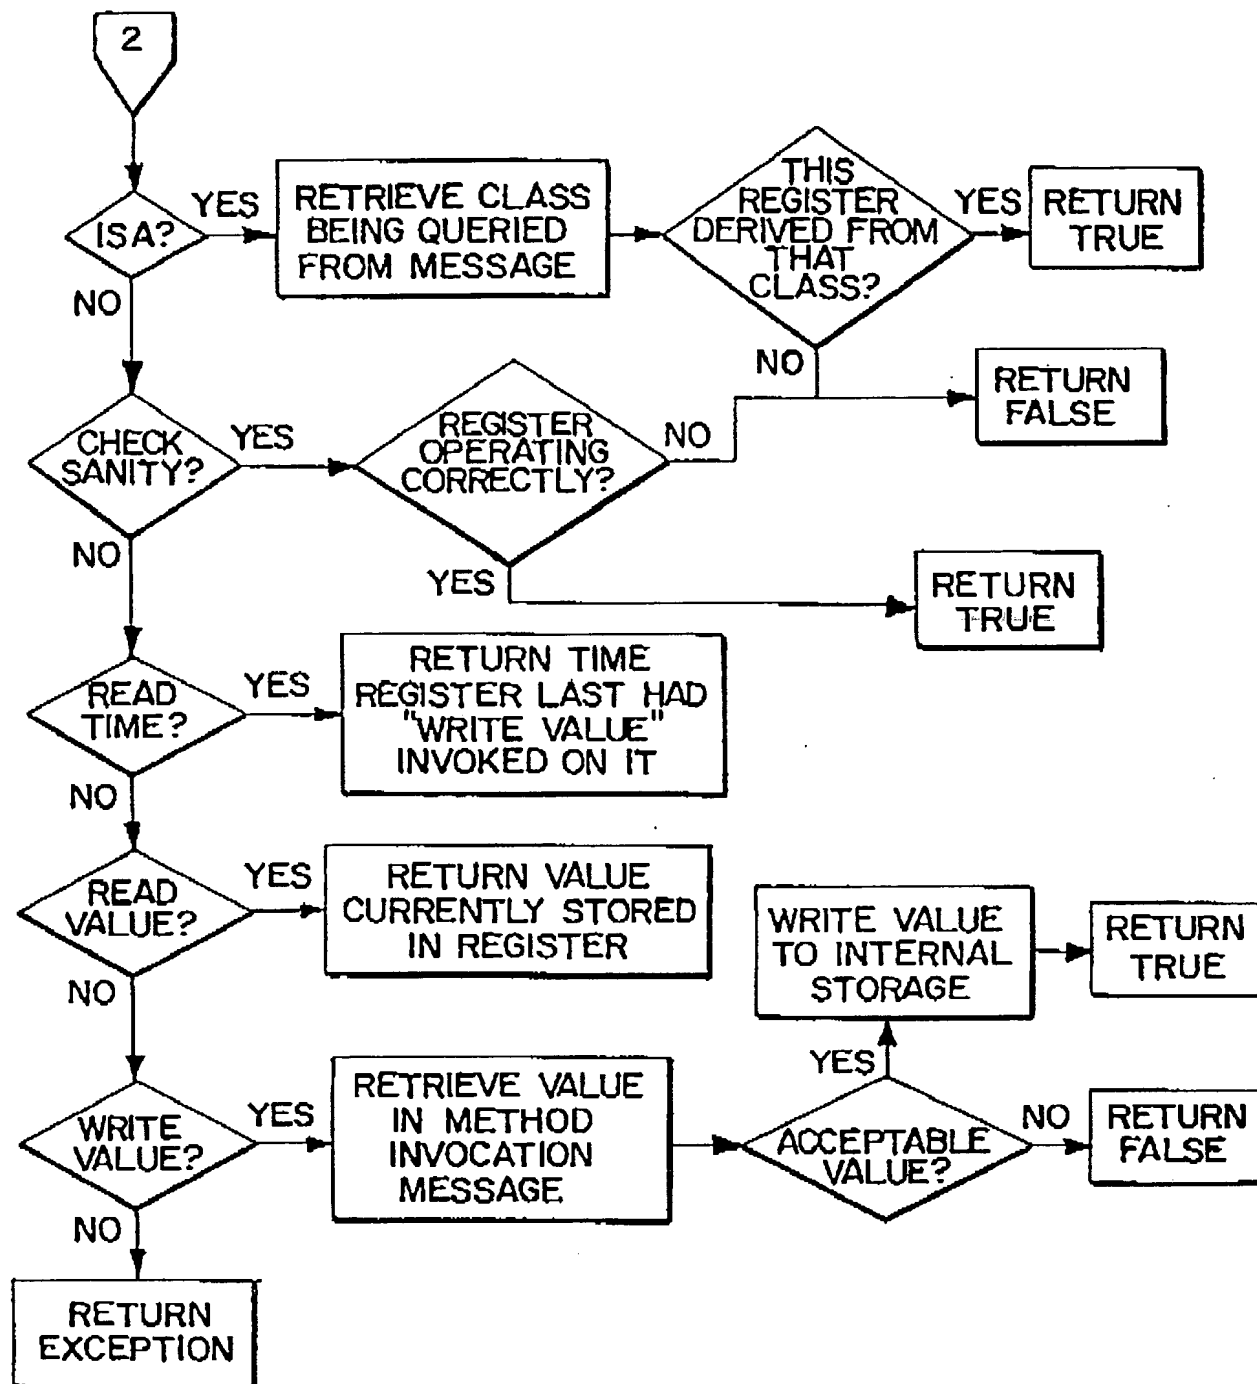 2
ISA?
YES
RETRIEVE CLASS
BEING QUERIED
FROM MESSAGE
THIS
REGISTER
DERIVED FROM
THAT
CLASS?
YES
RETURN
TRUE
NO
NO
RETURN
FALSE
CHECK
SANITY?
YES
REGISTER
OPERATING
CORRECTLY?
NO
NO
YES
RETURN
TRUE
READ
TIME?
YES
RETURN TIME
REGISTER LAST HAD
"WRITE VALUE"
INVOKED ON IT
NO
READ
VALUE?
YES
RETURN VALUE
CURRENTLY STORED
IN REGISTER
WRITE VALUE
TO INTERNAL
STORAGE
RETURN
TRUE
NO
YES
WRITE
VALUE?
YES
RETRIEVE VALUE
IN METHOD
INVOCATION
MESSAGE
ACCEPTABLE
VALUE?
NO
RETURN
FALSE
NO
RETURN
EXCEPTION